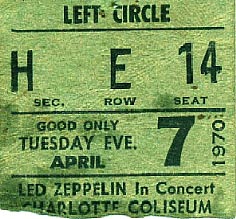 LEFT CIRCLE
H E 14
SEC. ROW SEAT
GOOD ONLY
TUESDAY EVE. 7 1970
APRIL
LED ZEPPELIN In Concert
CHARLOTTE COLISEUM